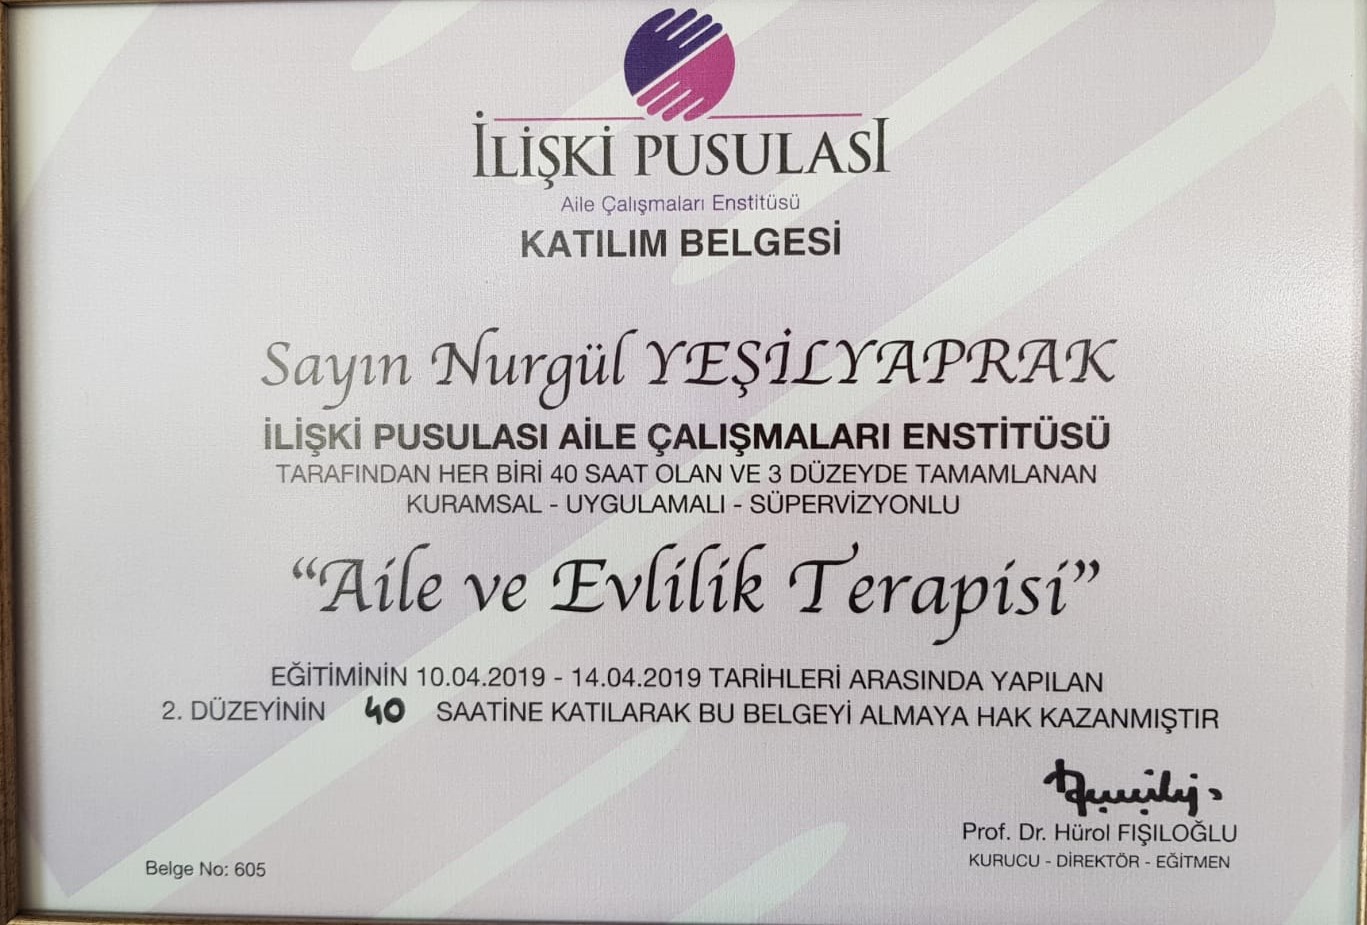 İLİŞKİ PUSULASI
Aile Çalışmaları Enstitüsü
KATILIM BELGESİ
Sayın Nurgül YEŞİLYAPRAK
İLİŞKİ PUSULASI AİLE ÇALIŞMALARI ENSTİTÜSÜ
TARAFINDAN HER BİRİ 40 SAAT OLAN VE 3 DÜZEYDE TAMAMLANAN
KURAMSAL - UYGULAMALI - SÜPERVİZYONLU
“Aile ve Evlilik Terapisi”
EĞİTİMİNİN 10.04.2019 - 14.04.2019 TARİHLERİ ARASINDA YAPILAN
2. DÜZEYİNİN 40 SAATİNE KATILARAK BU BELGEYİ ALMAYA HAK KAZANMIŞTIR
Prof. Dr. Hürol FIŞILOĞLU
KURUCU - DİREKTÖR - EĞİTMEN
Belge No: 605